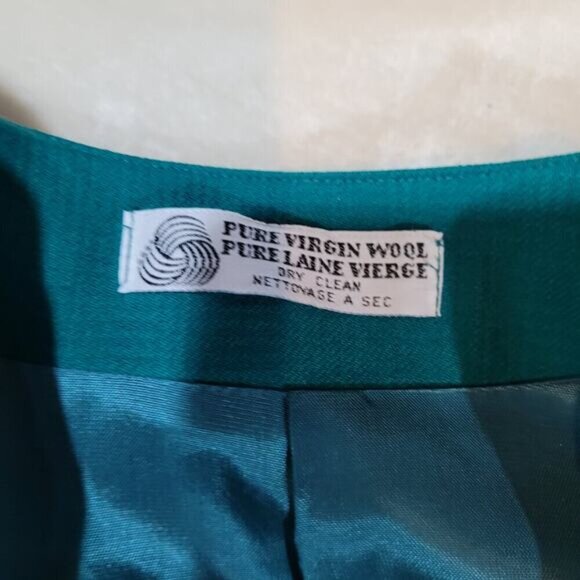 PURE VIRGIN WOOL
PURE LAINE VIERGE
DRY CLEAN
NETTOYAGE A SEC